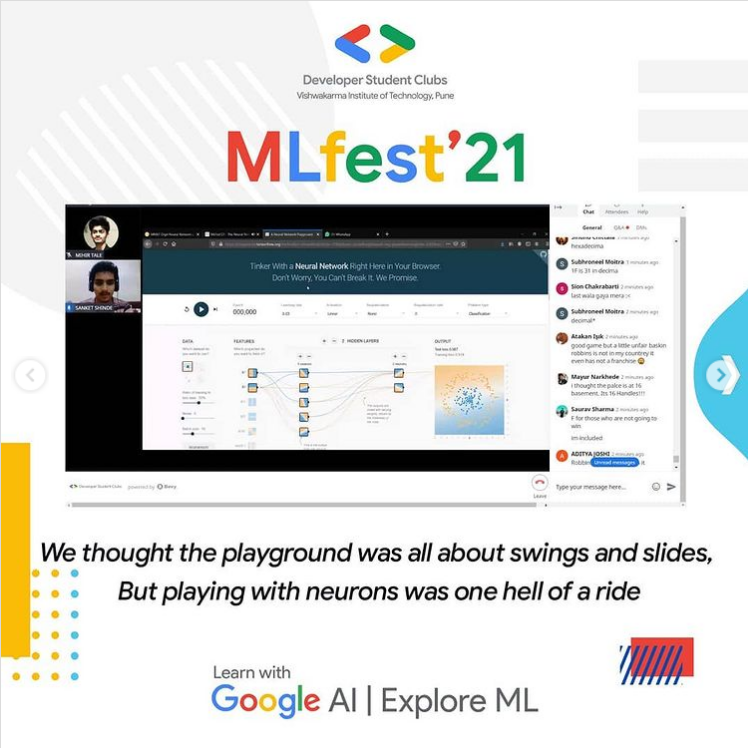 Developer Student Clubs
Vishwakarma Institute of Technology, Pune
MLfest'21
MIHIR TALE
SANKET SHINDE
Tinker With a Neural Network Right Here in Your Browser.
Don't Worry, You Can't Break It. We Promise.
000,000
DATA
FEATURES
2 HIDDEN LAYERS
OUTPUT
Chat Attendees Help
General Q&A DMs
hexadecima
Subhroneel Moitra 1 minutes ago
1F is 31 in decima
Sion Chakrabarti 2 minutes ago
last wala gaya mera
Subhroneel Moitra 2 minutes ago
decimal*
Atakan Işık 2 minutes ago
good game but a little unfair baskin
robbins is not in my countrey it
even has not a franchise
Mayur Narkhede 2 minutes ago
I thought the palce is at 16
basement. Its 16 Handles!!!
Saurav Sharma 2 minutes ago
F for those who are not going to
win
im included
ADITYA JOSHI 2 minutes ago
Unread messages
Type your message here...
Developer Student Clubs powered by Bevy
Leave
We thought the playground was all about swings and slides,
But playing with neurons was one hell of a ride
Learn with
Google AI | Explore ML